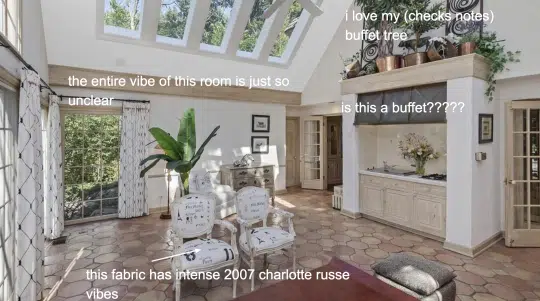 i love my (checks notes)
buffet tree
the entire vibe of this room is just so
unclear
is this a buffet?????
this fabric has intense 2007 charlotte russe
vibes